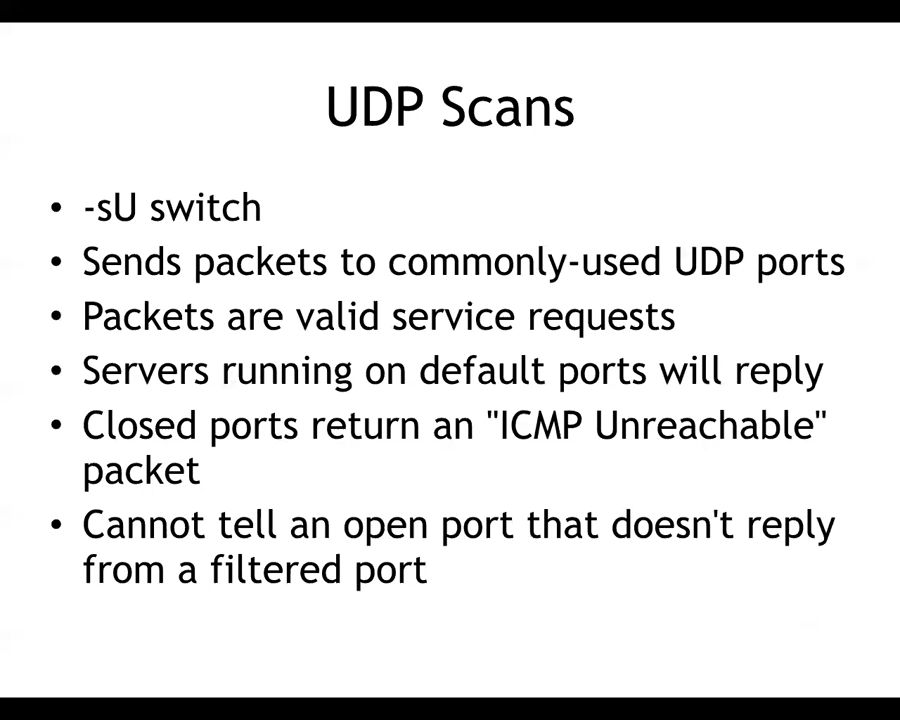 UDP Scans
• -sU switch
• Sends packets to commonly-used UDP ports
• Packets are valid service requests
• Servers running on default ports will reply
• Closed ports return an "ICMP Unreachable"
packet
• Cannot tell an open port that doesn't reply
from a filtered port